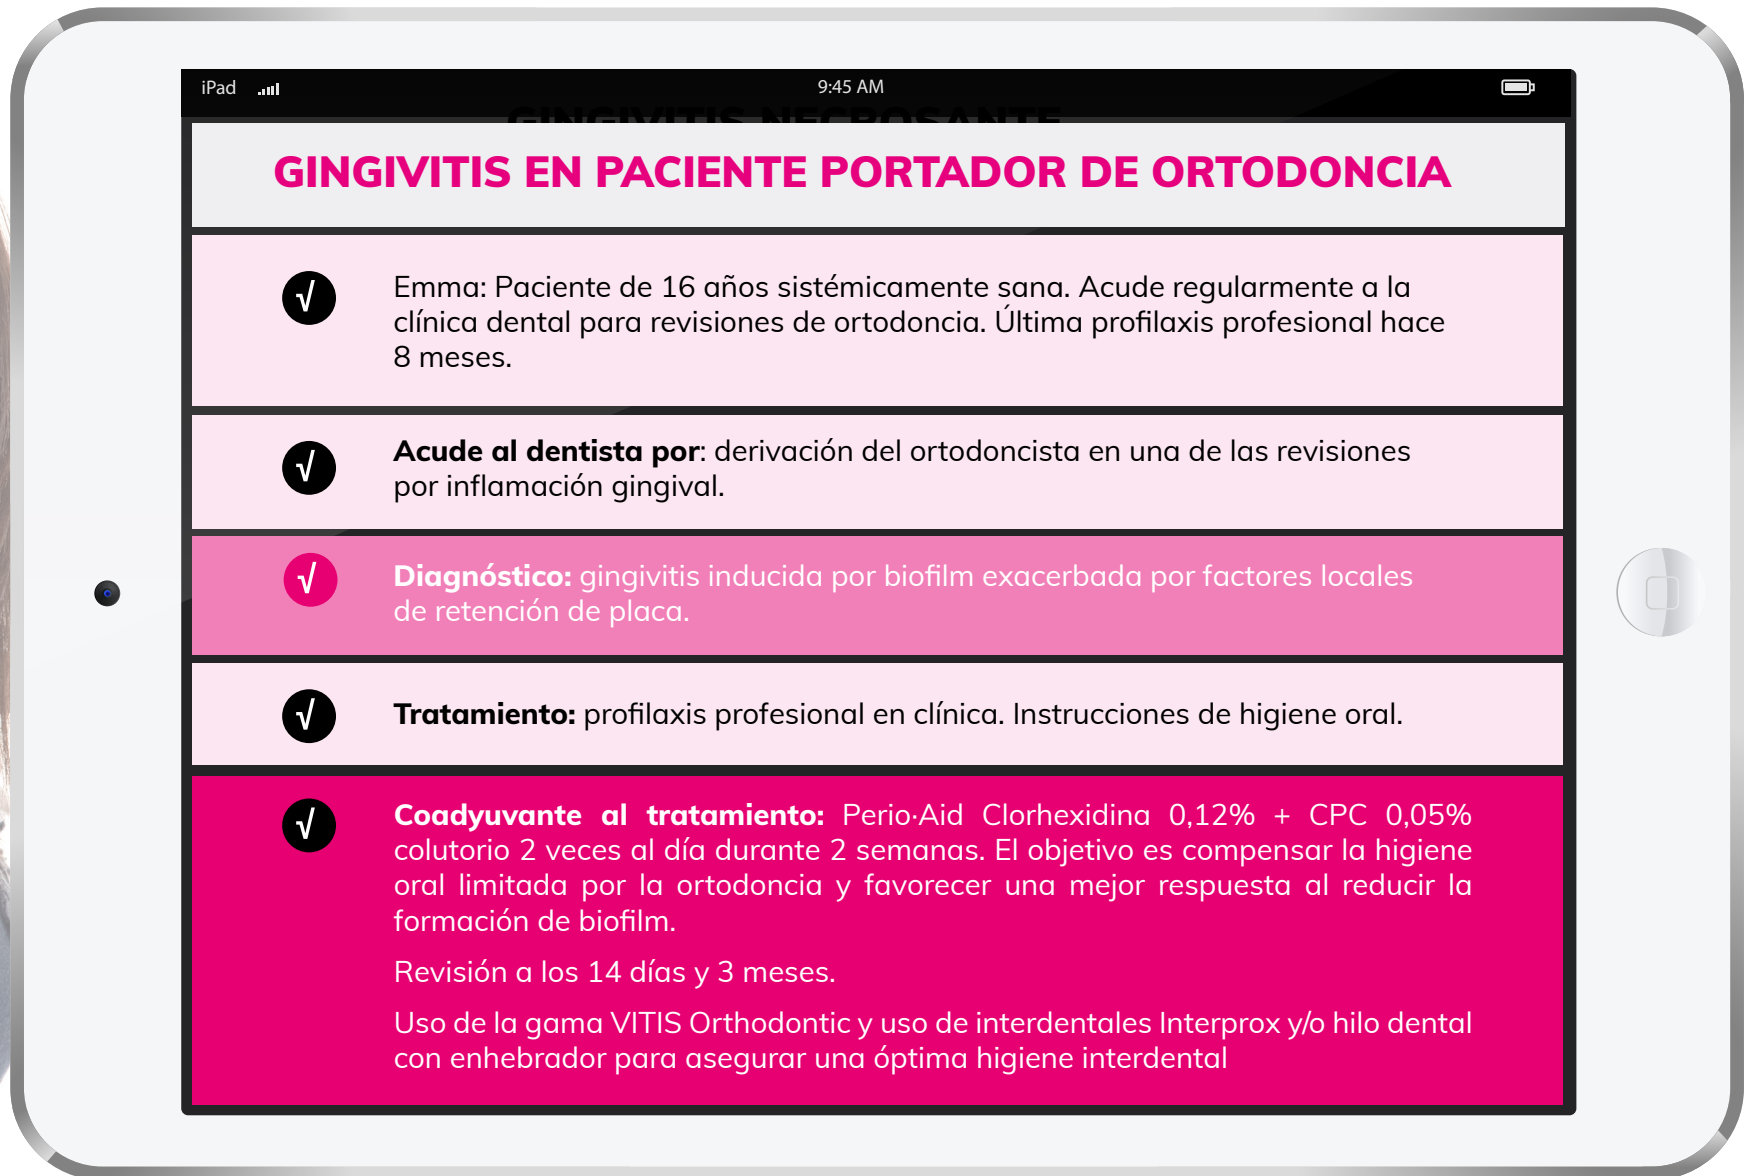 iPad
9:45 AM
GINGIVITIS NECROSANTE
GINGIVITIS EN PACIENTE PORTADOR DE ORTODONCIA
√
Emma: Paciente de 16 años sistémicamente sana. Acude regularmente a la
clínica dental para revisiones de ortodoncia. Última profilaxis profesional hace
8 meses.
√
Acude al dentista por: derivación del ortodoncista en una de las revisiones
por inflamación gingival.
√
Diagnóstico: gingivitis inducida por biofilm exacerbada por factores locales
de retención de placa.
√
Tratamiento: profilaxis profesional en clínica. Instrucciones de higiene oral.
√
Coadyuvante al tratamiento: Perio·Aid Clorhexidina 0,12% + CPC 0,05%
colutorio 2 veces al día durante 2 semanas. El objetivo es compensar la higiene
oral limitada por la ortodoncia y favorecer una mejor respuesta al reducir la
formación de biofilm.
Revisión a los 14 días y 3 meses.
Uso de la gama VITIS Orthodontic y uso de interdentales Interprox y/o hilo dental
con enhebrador para asegurar una óptima higiene interdental